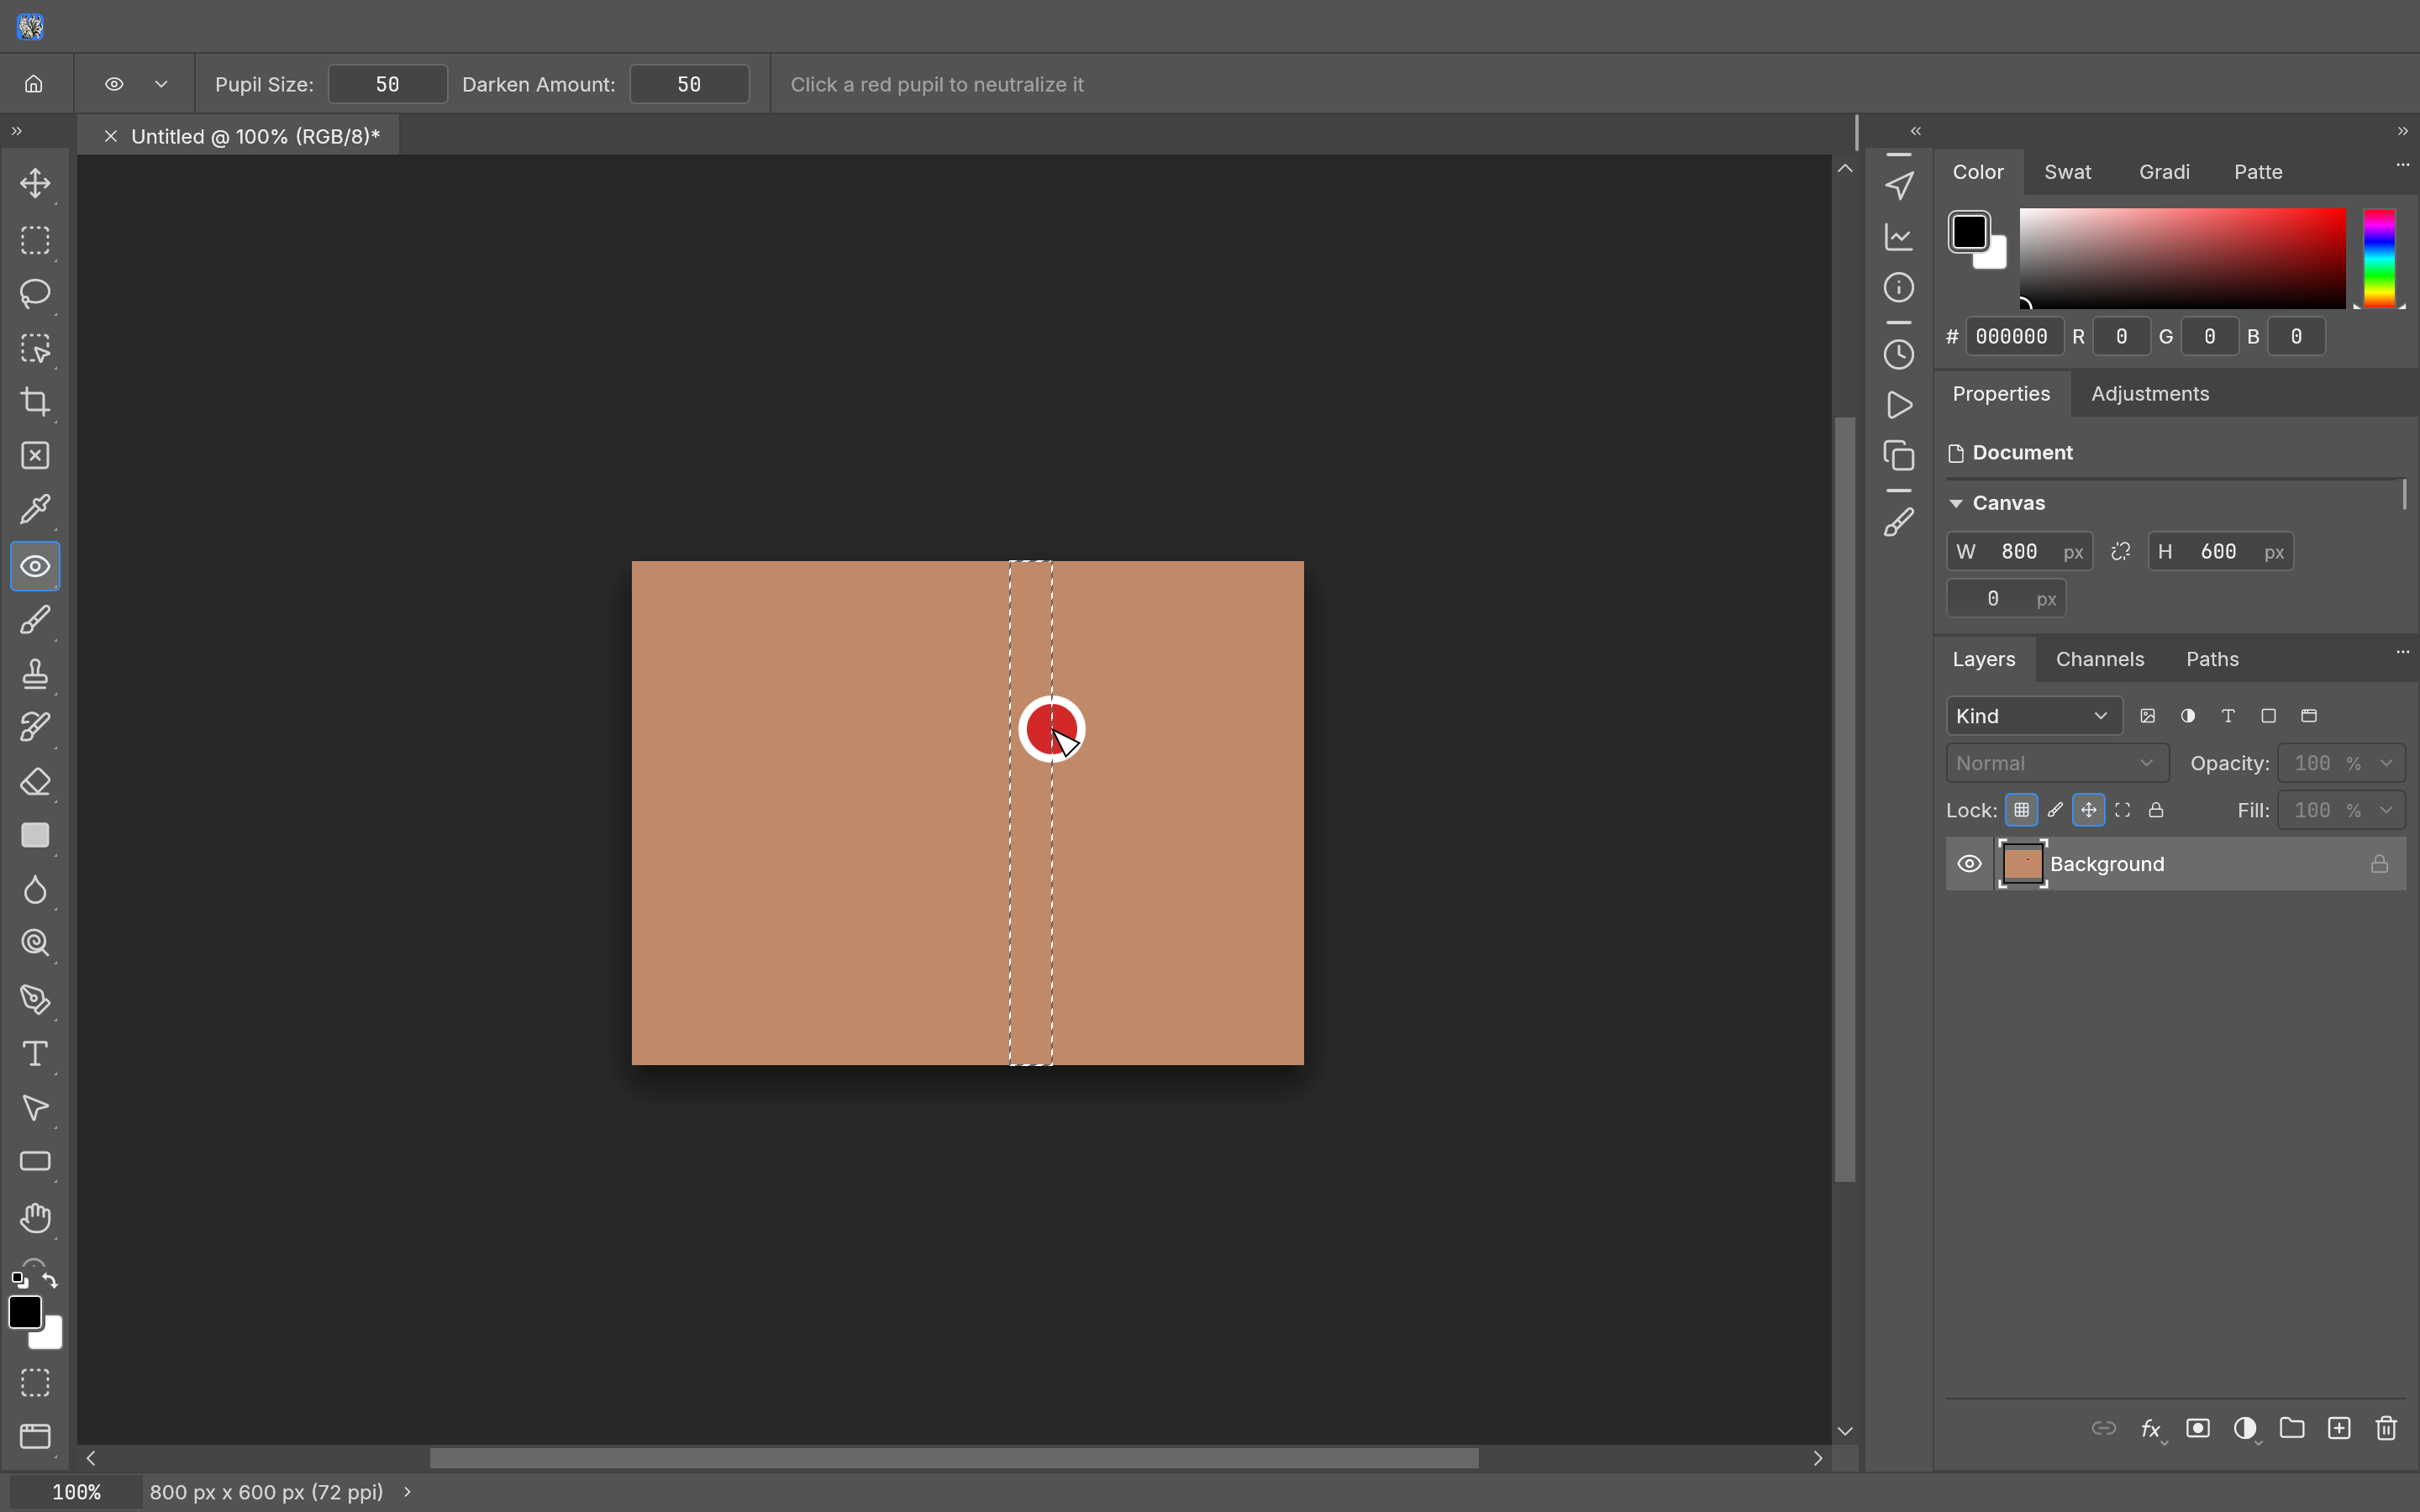 Pupil Size: 50 Darken Amount: 50 Click a red pupil to neutralize it
Untitled @ 100% (RGB/8)*
Color Swat Gradi Patte
# 000000 R 0 G 0 B 0
Properties Adjustments
Document
Canvas
W 800 px H 600 px
0 px
Layers Channels Paths
Kind
Normal Opacity: 100 %
Lock: Fill: 100 %
Background
fx
100% 800 px x 600 px (72 ppi)